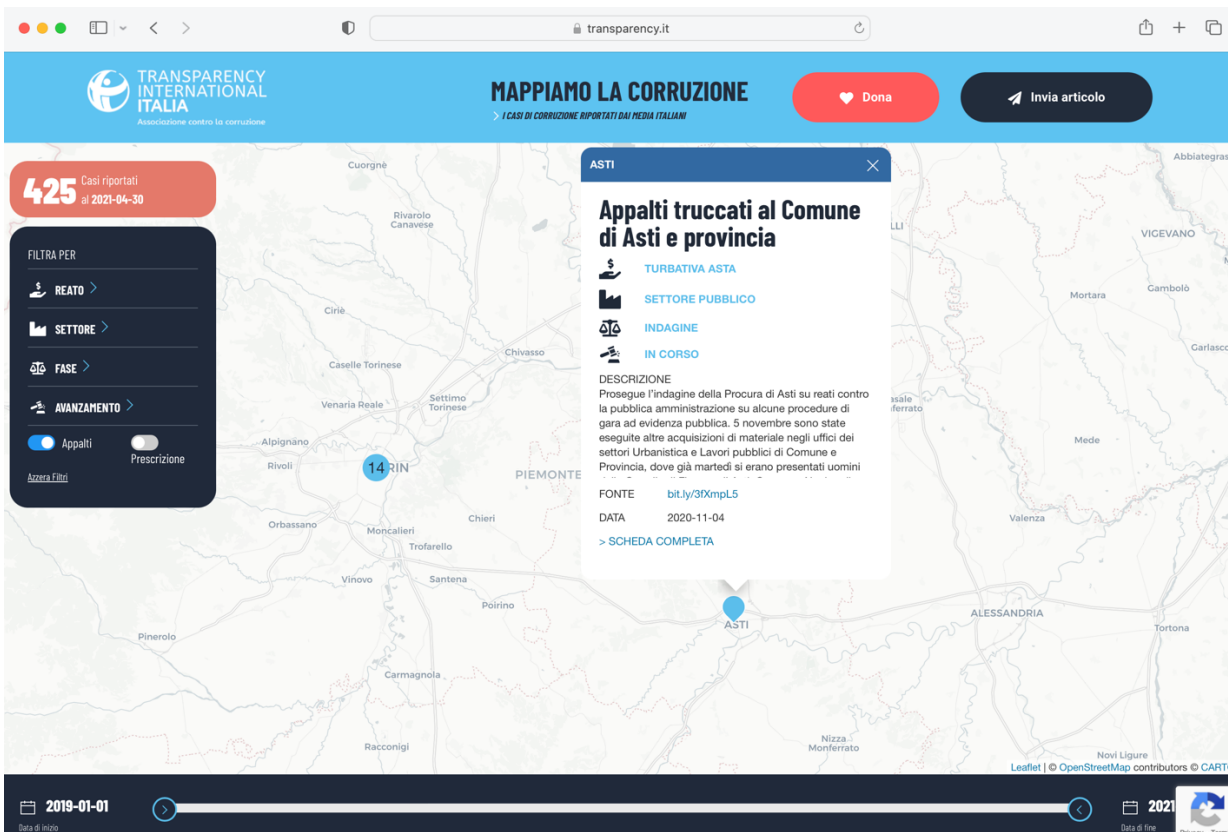 transparency.it
TRANSPARENCY
INTERNATIONAL
ITALIA
Associazione contro la corruzione
MAPPIAMO LA CORRUZIONE
> I CASI DI CORRUZIONE RIPORTATI DAI MEDIA ITALIANI
Dona
Invia articolo
425 Casi riportati
al 2021-04-30
FILTRA PER
REATO >
SETTORE >
FASE >
AVANZAMENTO >
Appalti
Prescrizione
Azzera Filtri
ASTI
Appalti truccati al Comune
di Asti e provincia
TURBATIVA ASTA
SETTORE PUBBLICO
INDAGINE
IN CORSO
DESCRIZIONE
Prosegue l'indagine della Procura di Asti su reati contro
la pubblica amministrazione su alcune procedure di
gara ad evidenza pubblica. 5 novembre sono state
eseguite altre acquisizioni di materiale negli uffici dei
settori Urbanistica e Lavori pubblici di Comune e
Provincia, dove già martedì si erano presentati uomini
FONTE bit.ly/3fXmpL5
DATA 2020-11-04
> SCHEDA COMPLETA
Cuorgnè
Rivarolo
Canavese
Ciriè
Caselle Torinese
Chivasso
Venaria Reale
Settimo
Torinese
Alpignano
Rivoli
14 RIN
PIEMONTE
Orbassano
Moncalieri
Chieri
Trofarello
Vinovo
Santena
Poirino
Pinerolo
Carmagnola
Racconigi
ASTI
Nizza
Monferrato
Abbiategras
LLI
VIGEVANO
Mortara
Gambolò
Garlasco
asale
ferrato
Mede
Valenza
ALESSANDRIA
Tortona
Novi Ligure
Leaflet | © OpenStreetMap contributors © CART
2019-01-01
Data di inizio
2021
Data di fine